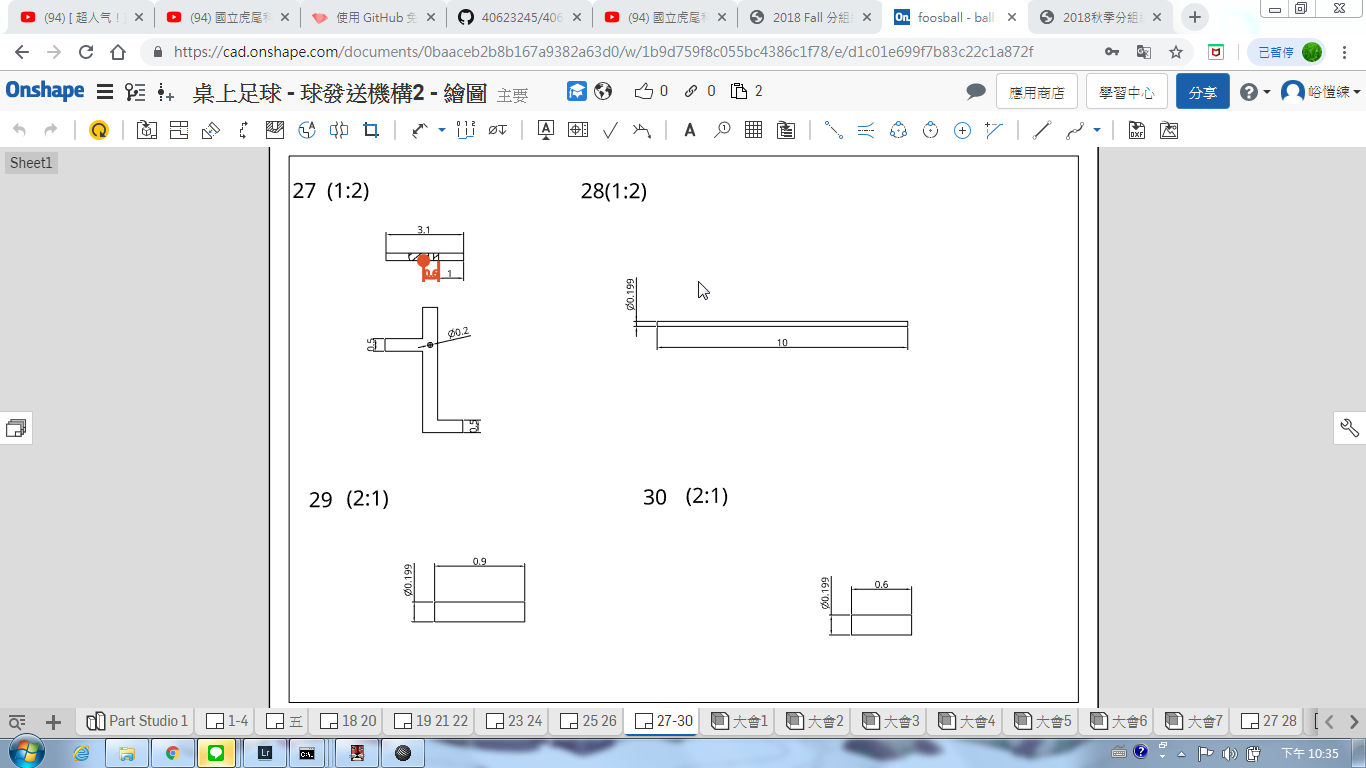 (94) [ 超人气！
(94) 國立虎尾科
使用 GitHub 免
40623245/406
(94) 國立虎尾科
2018 Fall 分組
foosball - ball
2018秋季分組
https://cad.onshape.com/documents/0baaceb2b8b167a9382a63d0/w/1b9d759f8c055bc4386c1f78/e/d1c01e699f7b83c22c1a872f
已暫停
Onshape
桌上足球 - 球發送機構2 - 繪圖 主要
0
0
2
應用商店
學習中心
分享
峪愷練
DXF
Sheet1
27 (1:2)
28(1:2)
3.1
0.6
1
Ø0.199
10
0.5
Ø0.2
0.5
29 (2:1)
30 (2:1)
0.9
Ø0.199
0.6
Ø0.199
Part Studio 1
1-4
五
18 20
19 21 22
23 24
25 26
27-30
大會1
大會2
大會3
大會4
大會5
大會6
大會7
27 28
Lr
C:\
下午 10:35